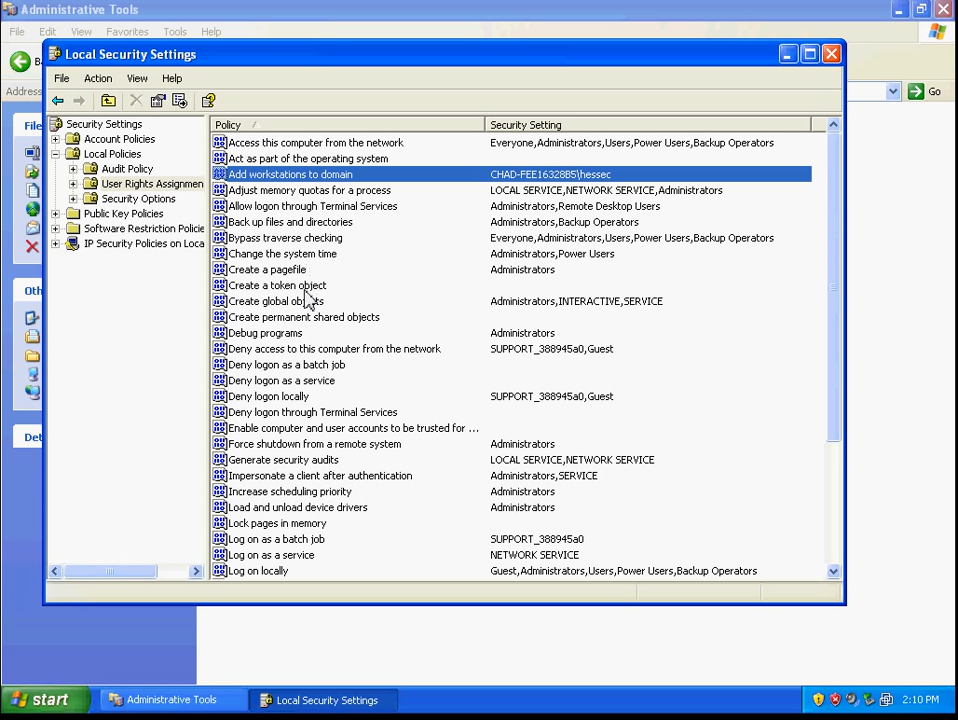 Administrative Tools
File Edit View Favorites Tools Help
Local Security Settings
File Action View Help
Address
Go
Security Settings
Account Policies
Local Policies
Audit Policy
User Rights Assignmen
Security Options
Public Key Policies
Software Restriction Policie
IP Security Policies on Loca
Policy Security Setting
Access this computer from the network Everyone,Administrators,Users,Power Users,Backup Operators
Act as part of the operating system
Add workstations to domain CHAD-FEE16328B5\hessec
Adjust memory quotas for a process LOCAL SERVICE,NETWORK SERVICE,Administrators
Allow logon through Terminal Services Administrators,Remote Desktop Users
Back up files and directories Administrators,Backup Operators
Bypass traverse checking Everyone,Administrators,Users,Power Users,Backup Operators
Change the system time Administrators,Power Users
Create a pagefile Administrators
Create a token object
Create global objects Administrators,INTERACTIVE,SERVICE
Create permanent shared objects
Debug programs Administrators
Deny access to this computer from the network SUPPORT_388945a0,Guest
Deny logon as a batch job
Deny logon as a service
Deny logon locally SUPPORT_388945a0,Guest
Deny logon through Terminal Services
Enable computer and user accounts to be trusted for ...
Force shutdown from a remote system Administrators
Generate security audits LOCAL SERVICE,NETWORK SERVICE
Impersonate a client after authentication Administrators,SERVICE
Increase scheduling priority Administrators
Load and unload device drivers Administrators
Lock pages in memory
Log on as a batch job SUPPORT_388945a0
Log on as a service NETWORK SERVICE
Log on locally Guest,Administrators,Users,Power Users,Backup Operators
File
Oth
Det
start Administrative Tools Local Security Settings 2:10 PM